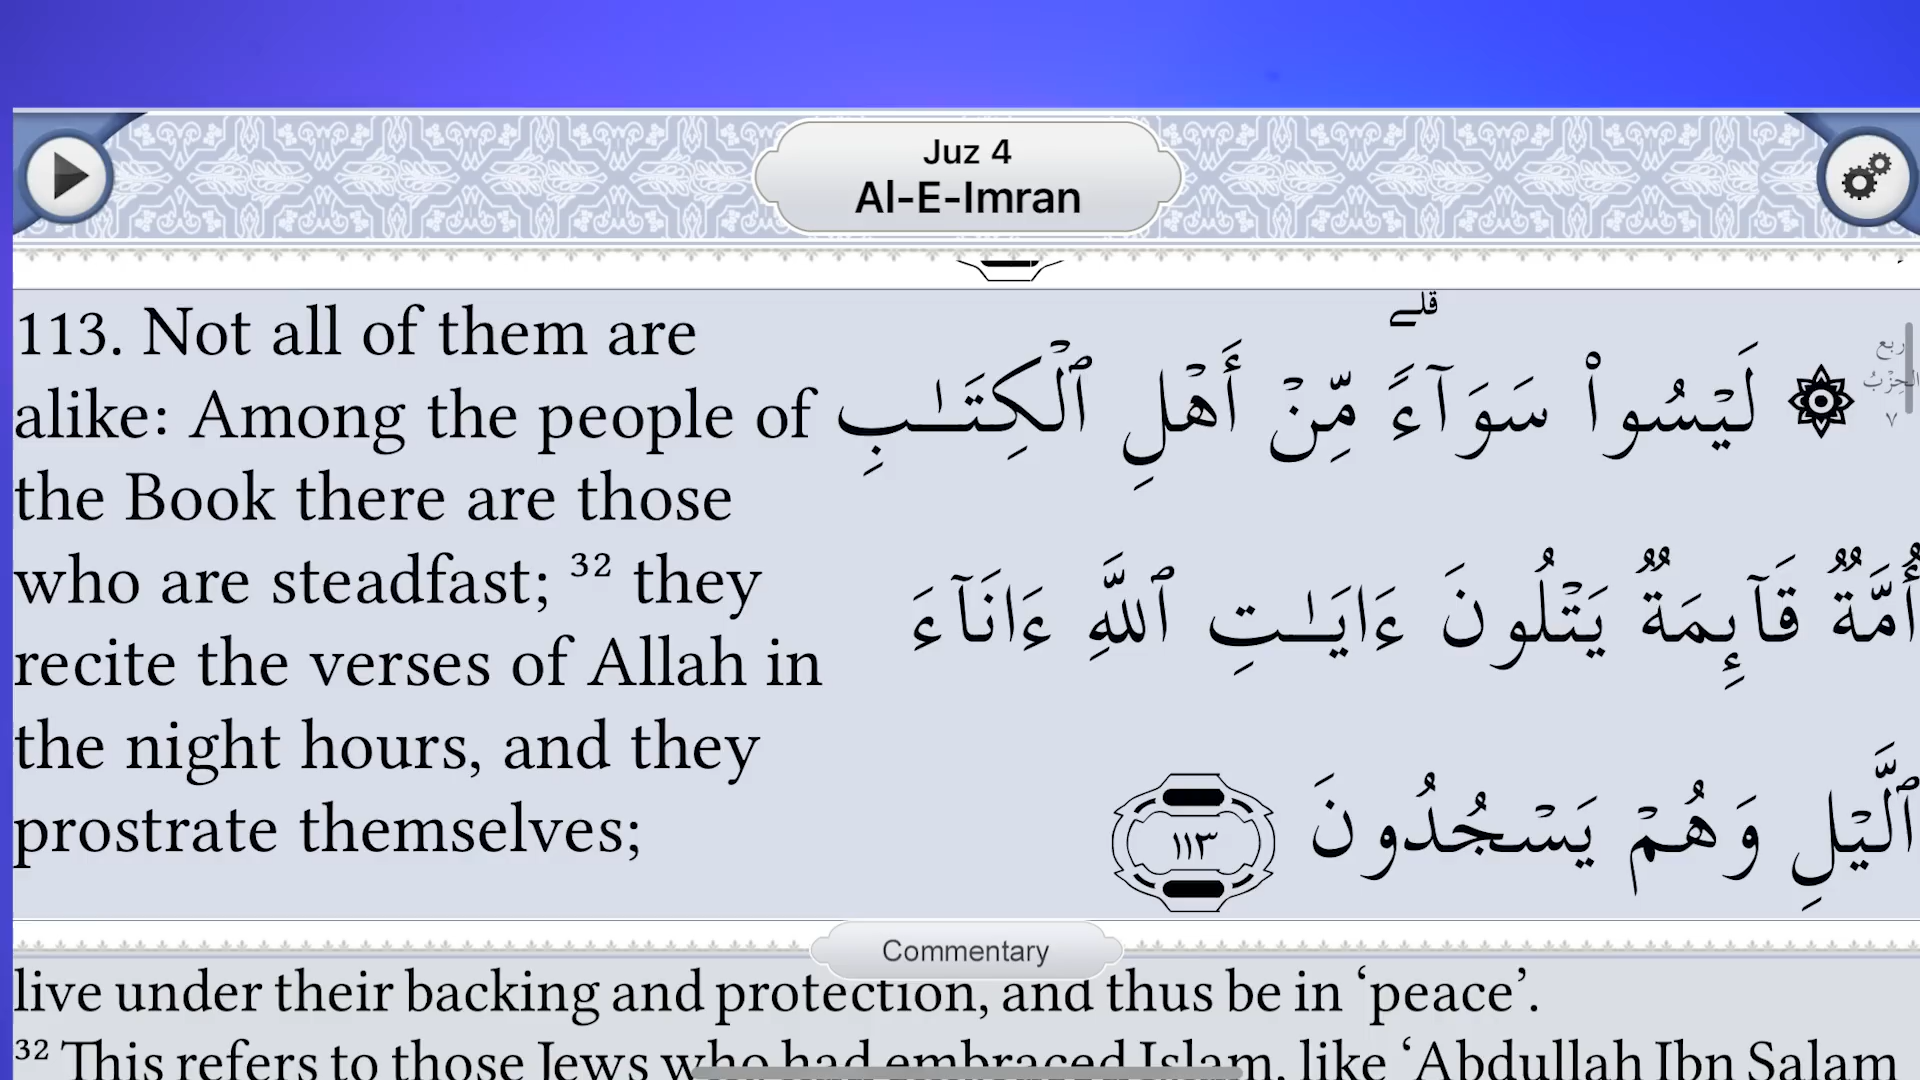 Juz 4
Al-E-Imran
113. Not all of them are
alike: Among the people of
the Book there are those
who are steadfast; ³² they
recite the verses of Allah in
the night hours, and they
prostrate themselves;
ربع
الحِزْبُ
٧
۞ لَيْسُوا۟ سَوَآءًۭ ۗ مِّنْ أَهْلِ ٱلْكِتَـٰبِ
أُمَّةٌۭ قَآئِمَةٌۭ يَتْلُونَ ءَايَـٰتِ ٱللَّهِ ءَانَآءَ
ٱلَّيْلِ وَهُمْ يَسْجُدُونَ ١١٣
Commentary
live under their backing and protection, and thus be in ‘peace’.
³² This refers to those Jews who had embraced Islam, like ‘Abdullah Ibn Salam